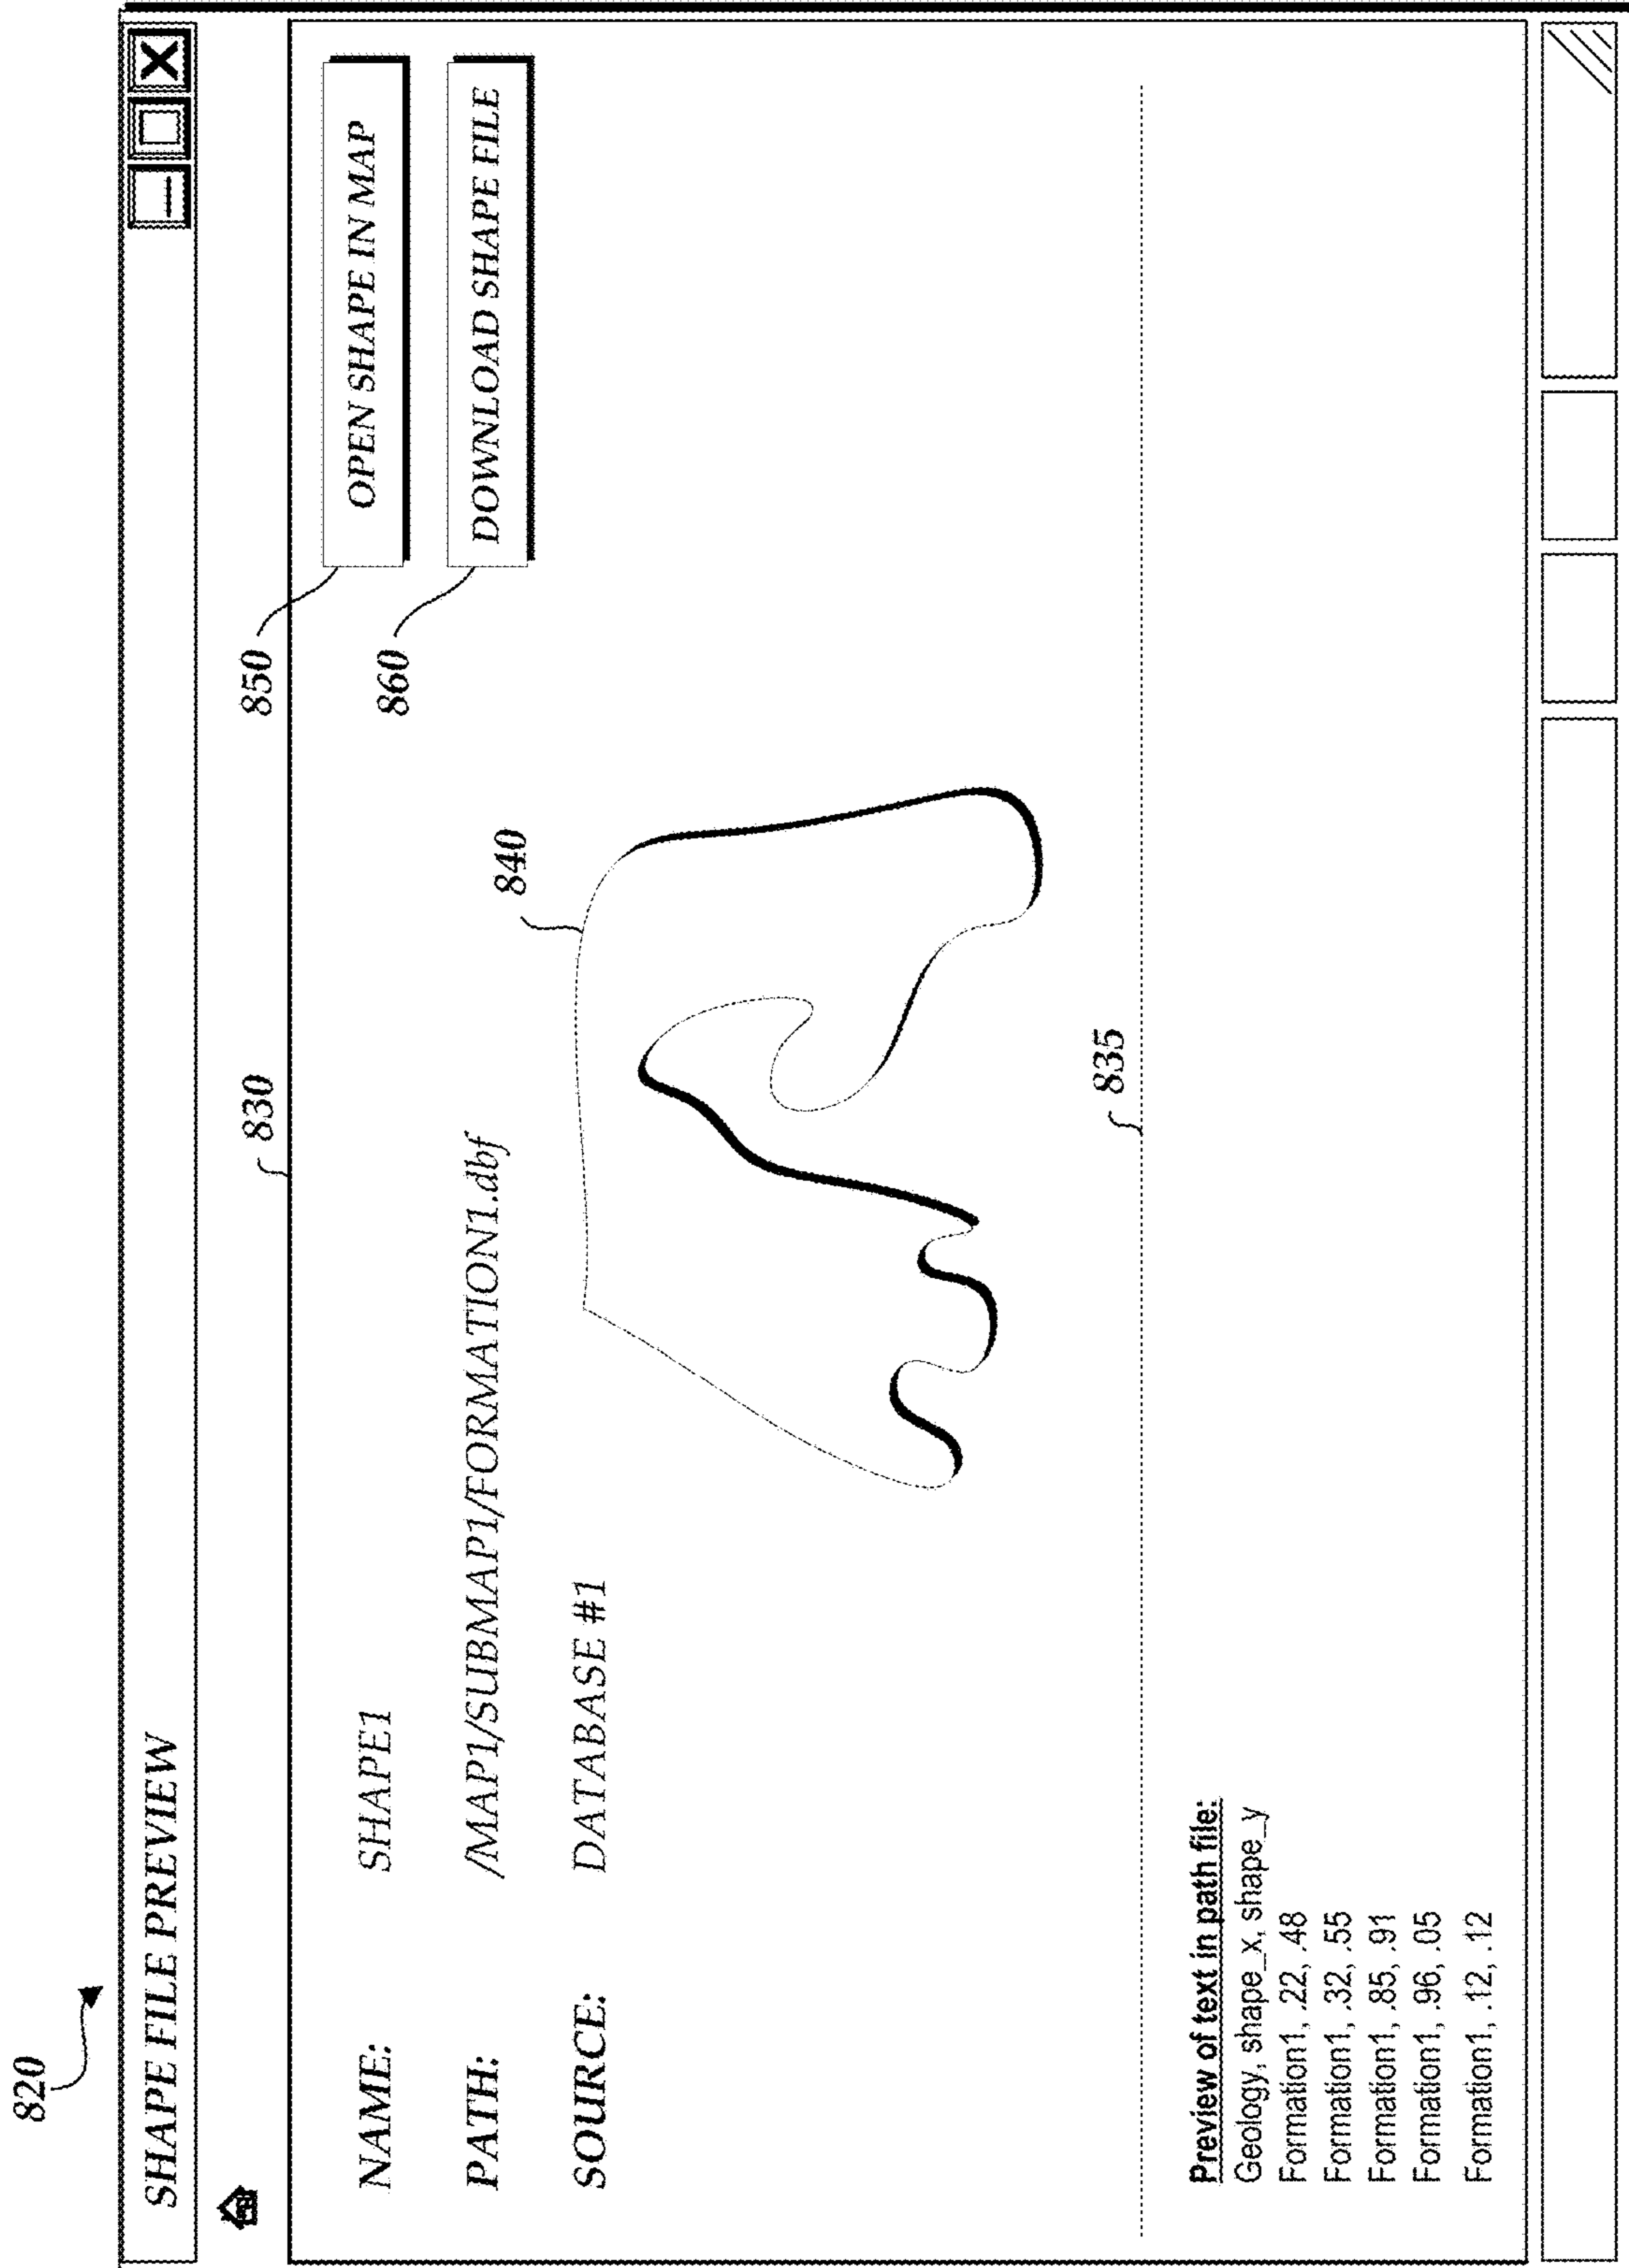 820
SHAPE FILE PREVIEW
830
850
OPEN SHAPE IN MAP
NAME: SHAPE1
860
DOWNLOAD SHAPE FILE
PATH: /MAP1/SUBMAP1/FORMATION1.dbf
840
SOURCE: DATABASE #1
835
Preview of text in path file:
Geology, shape_x, shape_y
Formation1, .22, .48
Formation1, .32, .55
Formation1, .85, .91
Formation1, .96, .05
Formation1, .12, .12